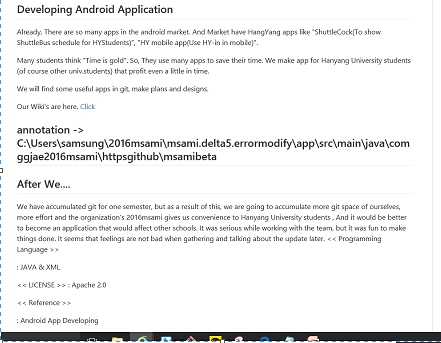 Developing Android Application
Already, There are so many apps in the android market. And Market have HangYang apps like "ShuttleCock(To show
ShuttleBus schedule for HYStudents)", "HY mobile app(Use HY-in in mobile)".
Many students think "Time is gold". So, They use many apps to save their time. We make app for Hanyang University students
(of course other univ.students) that profit even a little in time.
We will find some useful apps in git, make plans and designs.
Our Wiki's are here. Click
annotation ->
C:\Users\samsung\2016msami\msami.delta5.errormodify\app\src\main\java\com
ggjae2016msami\httpsgithub\msamibeta
After We....
We have accumulated git for one semester, but as a result of this, we are going to accumulate more git space of ourselves,
more effort and the organization's 2016msami gives us convenience to Hanyang University students , And it would be better
to become an application that would affect other schools. It was serious while working with the team, but it was fun to make
things done. It seems that feelings are not bad when gathering and talking about the update later. << Programming
Language >>
: JAVA & XML
<< LICENSE >> : Apache 2.0
<< Reference >>
: Android App Developing